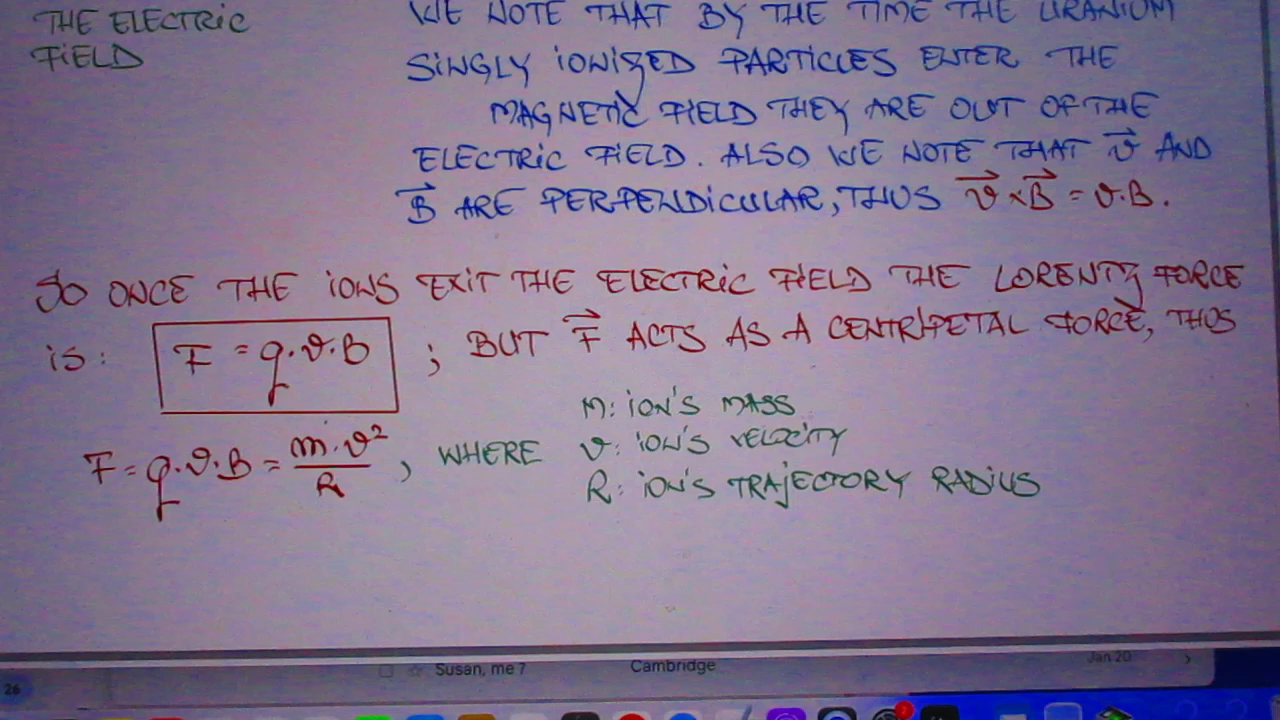 THE ELECTRIC
FIELD
WE NOTE THAT BY THE TIME THE URANIUM
SINGLY IONIZED PARTICLES ENTER THE
MAGNETIC FIELD THEY ARE OUT OF THE
ELECTRIC FIELD. ALSO WE NOTE THAT v⃗ AND
B⃗ ARE PERPENDICULAR, THUS v⃗ × B⃗ = v·B.
SO ONCE THE IONS EXIT THE ELECTRIC FIELD THE LORENTZ FORCE
IS: F = q·v·B ; BUT F⃗ ACTS AS A CENTRIPETAL FORCE, THUS
F = q·v·B = m·v²/R , WHERE
M: ION'S MASS
v: ION'S VELOCITY
R: ION'S TRAJECTORY RADIUS
Susan, me 7 Cambridge Jan 20
26